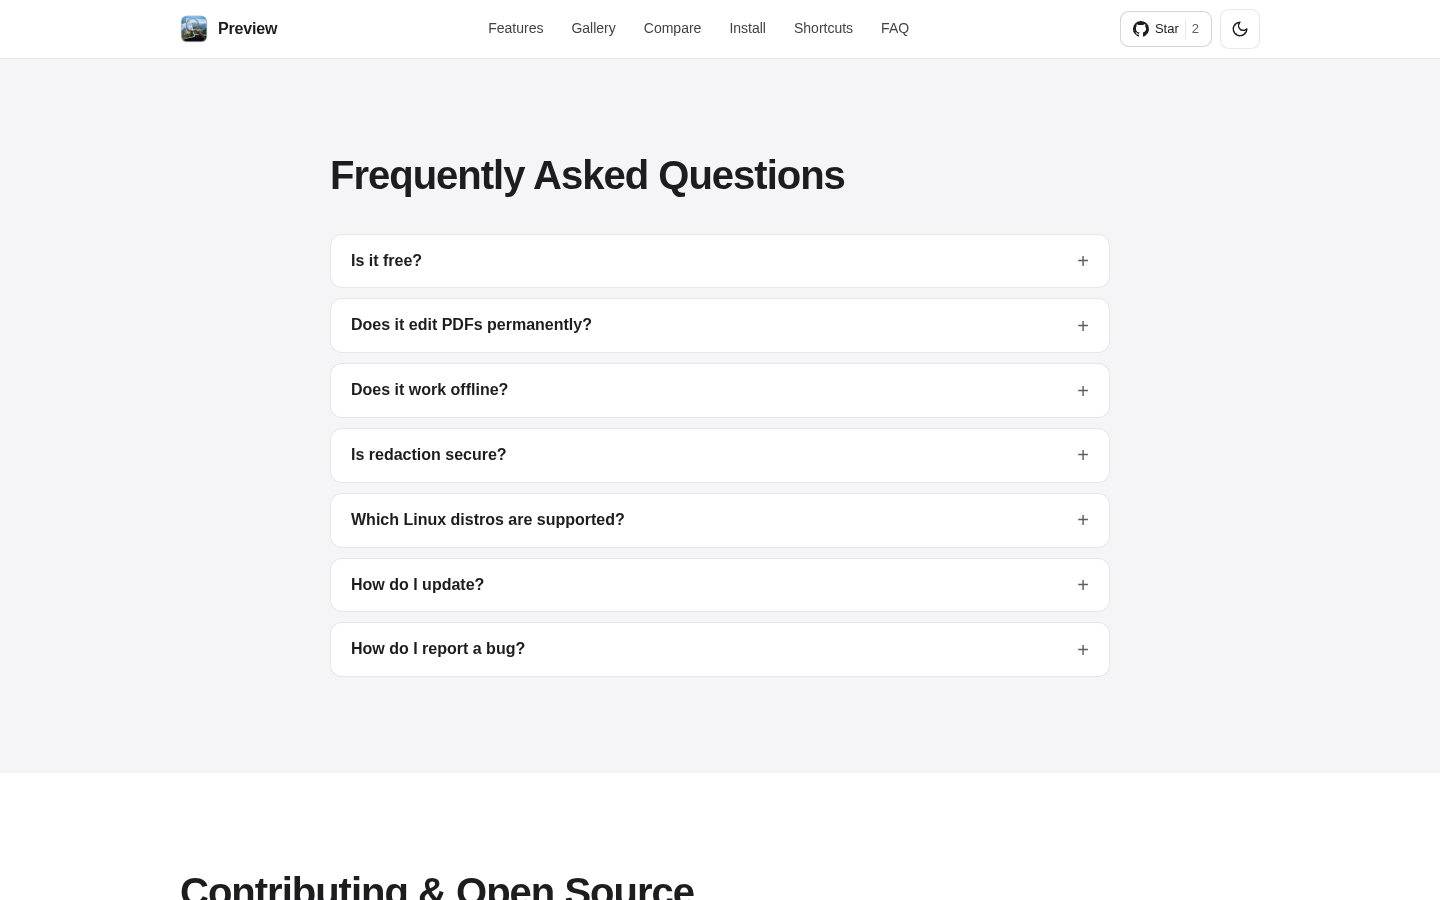 Preview
Features
Gallery
Compare
Install
Shortcuts
FAQ
Star
2
Frequently Asked Questions
Is it free?
+
Does it edit PDFs permanently?
+
Does it work offline?
+
Is redaction secure?
+
Which Linux distros are supported?
+
How do I update?
+
How do I report a bug?
+
Contributing & Open Source